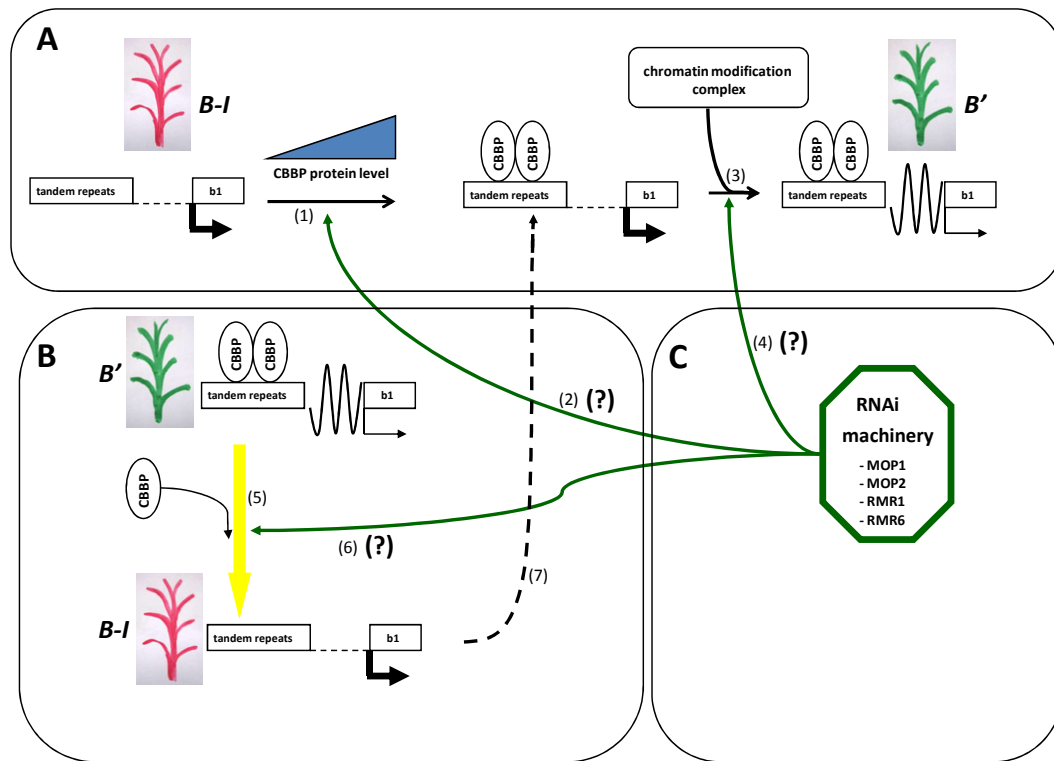 A
B-I
CBBP protein level
(1)
tandem repeats
b1
CBBP
CBBP
tandem repeats
b1
chromatin modification
complex
(3)
B’
CBBP
CBBP
tandem repeats
b1
B
B’
CBBP
CBBP
tandem repeats
b1
CBBP
(5)
(6) (?)
B-I
tandem repeats
b1
(7)
(2) (?)
(4) (?)
C
RNAi
machinery
- MOP1
- MOP2
- RMR1
- RMR6